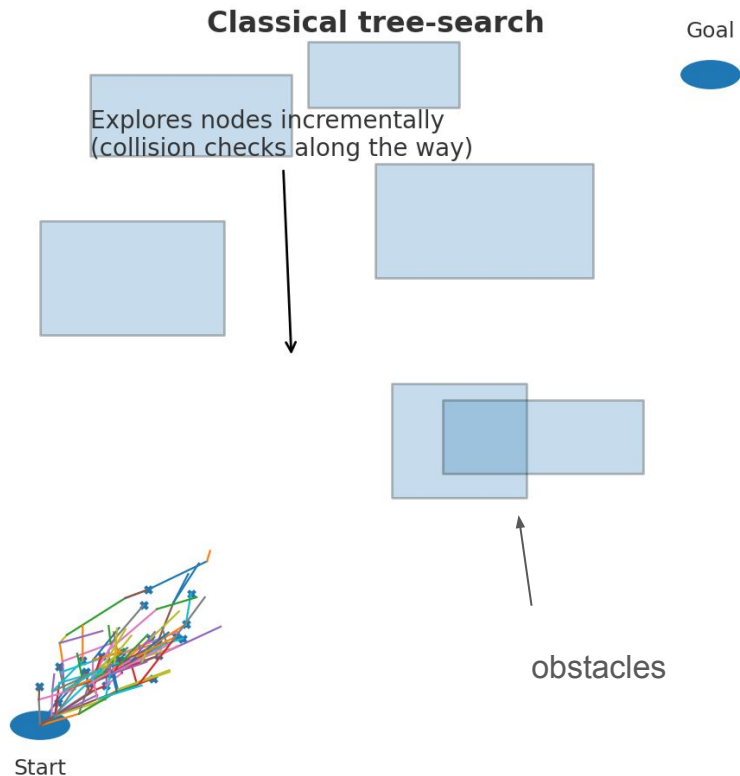 Classical tree-search
Goal
Explores nodes incrementally
(collision checks along the way)
obstacles
Start